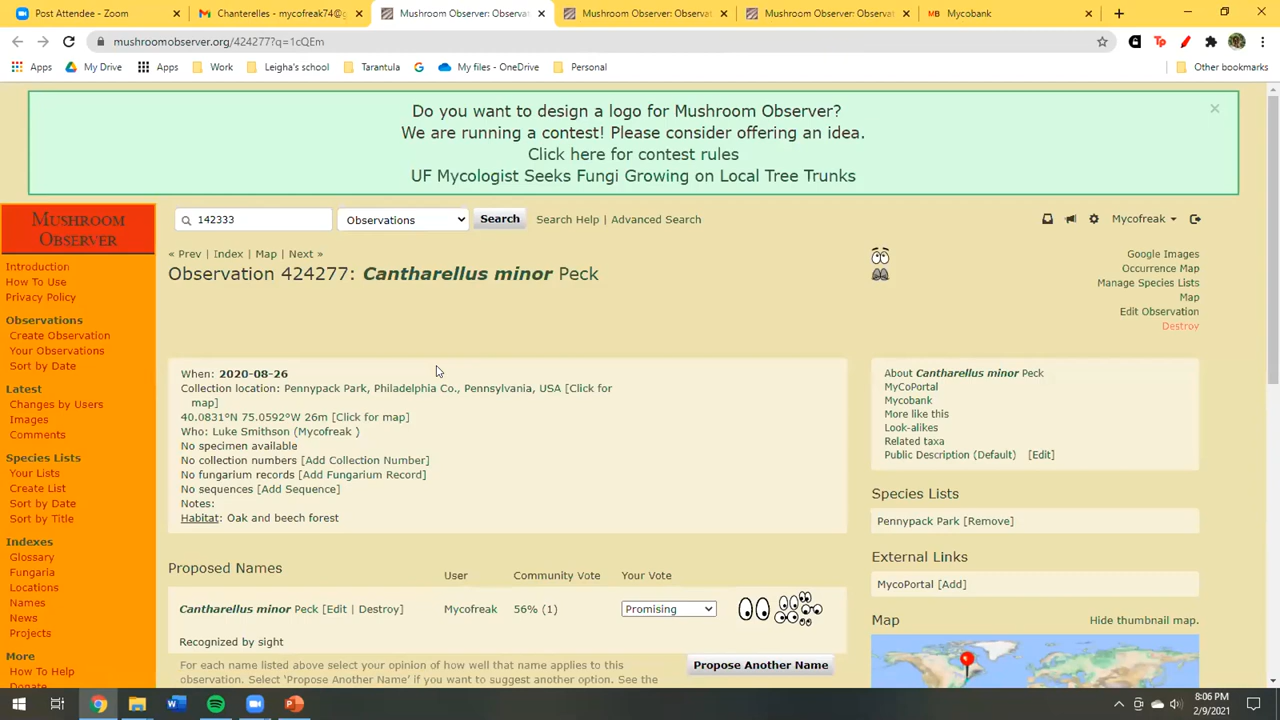 Post Attendee - Zoom
Chanterelles - mycofreak74@g
Mushroom Observer: Observat
Mushroom Observer: Observat
Mushroom Observer: Observat
Mycobank
mushroomobserver.org/424277?q=1cQEm
Apps
My Drive
Apps
Work
Leigha's school
Tarantula
My files - OneDrive
Personal
Other bookmarks
Do you want to design a logo for Mushroom Observer?
We are running a contest! Please consider offering an idea.
Click here for contest rules
UF Mycologist Seeks Fungi Growing on Local Tree Trunks
×
MUSHROOM
OBSERVER
142333
Observations
Search
Search Help | Advanced Search
Mycofreak
Introduction
How To Use
Privacy Policy
Observations
Create Observation
Your Observations
Sort by Date
Latest
Changes by Users
Images
Comments
Species Lists
Your Lists
Create List
Sort by Date
Sort by Title
Indexes
Glossary
Fungaria
Locations
Names
News
Projects
More
How To Help
Donate
« Prev | Index | Map | Next »
Observation 424277: Cantharellus minor Peck
Google Images
Occurrence Map
Manage Species Lists
Map
Edit Observation
Destroy
When: 2020-08-26
Collection location: Pennypack Park, Philadelphia Co., Pennsylvania, USA [Click for
map]
40.0831°N 75.0592°W 26m [Click for map]
Who: Luke Smithson (Mycofreak )
No specimen available
No collection numbers [Add Collection Number]
No fungarium records [Add Fungarium Record]
No sequences [Add Sequence]
Notes:
Habitat: Oak and beech forest
About Cantharellus minor Peck
MyCoPortal
Mycobank
More like this
Look-alikes
Related taxa
Public Description (Default) [Edit]
Species Lists
Pennypack Park [Remove]
External Links
MycoPortal [Add]
Map
Hide thumbnail map.
Proposed Names
User
Community Vote
Your Vote
Cantharellus minor Peck [Edit | Destroy]
Mycofreak
56% (1)
Promising
Recognized by sight
For each name listed above select your opinion of how well that name applies to this
observation. Select 'Propose Another Name' if you want to suggest another option. See the
Propose Another Name
8:06 PM
2/9/2021